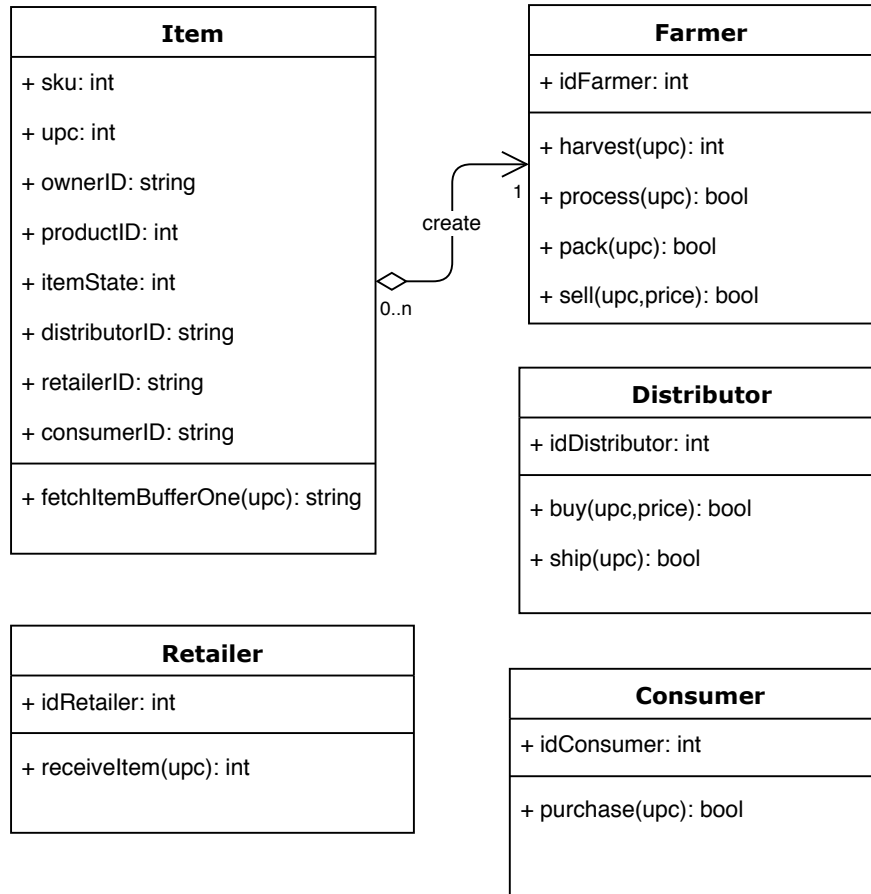 Item
+ sku: int
+ upc: int
+ ownerID: string
+ productID: int
+ itemState: int
+ distributorID: string
+ retailerID: string
+ consumerID: string
+ fetchItemBufferOne(upc): string
create
0..n
1
Farmer
+ idFarmer: int
+ harvest(upc): int
+ process(upc): bool
+ pack(upc): bool
+ sell(upc,price): bool
Distributor
+ idDistributor: int
+ buy(upc,price): bool
+ ship(upc): bool
Retailer
+ idRetailer: int
+ receiveItem(upc): int
Consumer
+ idConsumer: int
+ purchase(upc): bool